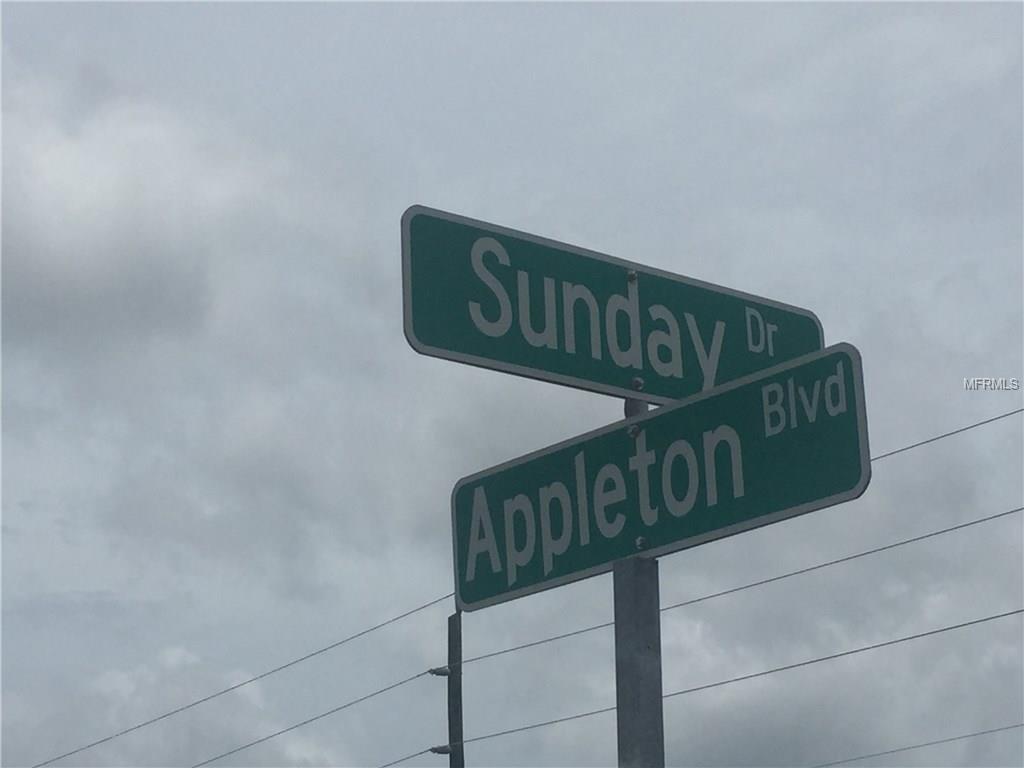 Sunday Dr
Appleton Blvd
MFRMLS